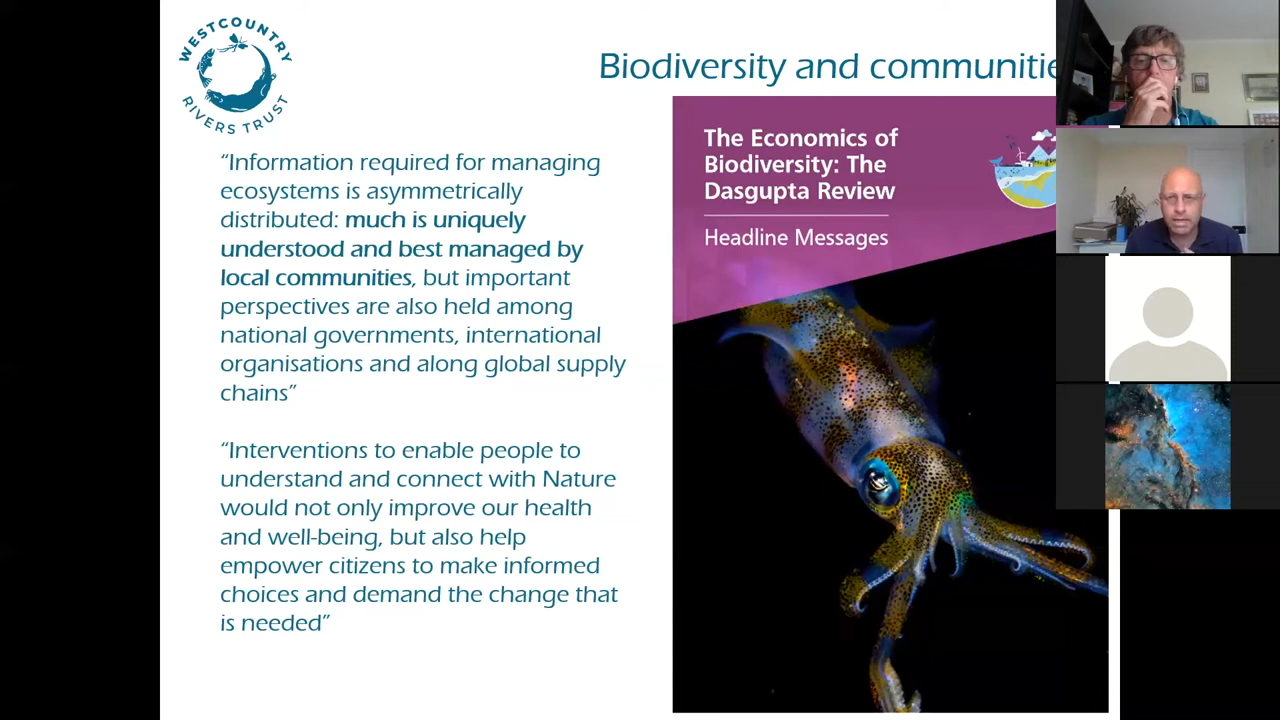 WESTCOUNTRY
RIVERS TRUST
Biodiversity and communitie
“Information required for managing
ecosystems is asymmetrically
distributed: much is uniquely
understood and best managed by
local communities, but important
perspectives are also held among
national governments, international
organisations and along global supply
chains”
“Interventions to enable people to
understand and connect with Nature
would not only improve our health
and well-being, but also help
empower citizens to make informed
choices and demand the change that
is needed”
The Economics of
Biodiversity: The
Dasgupta Review
Headline Messages